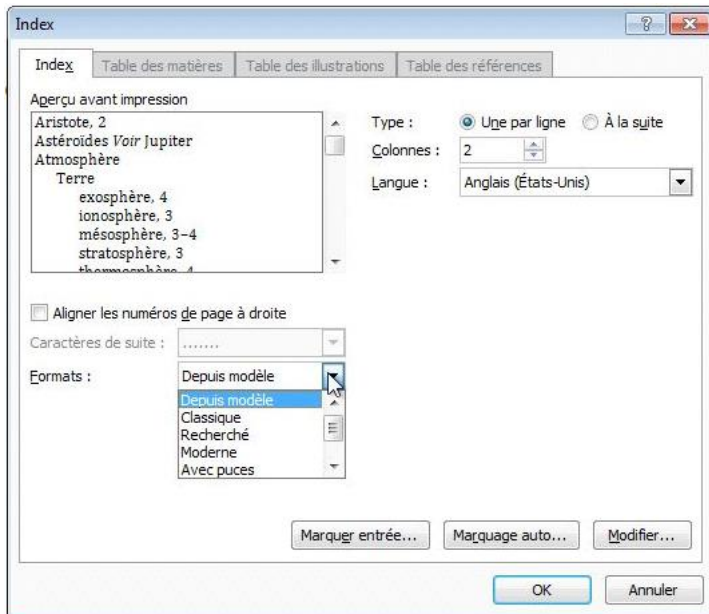 Index
Index Table des matières Table des illustrations Table des références
Aperçu avant impression
Aristote, 2
Astéroïdes Voir Jupiter
Atmosphère
Terre
exosphère, 4
ionosphère, 3
mésosphère, 3–4
stratosphère, 3
thermosphère, 4
Type : Une par ligne À la suite
Colonnes : 2
Langue : Anglais (États-Unis)
Aligner les numéros de page à droite
Caractères de suite : .......
Formats : Depuis modèle
Depuis modèle
Classique
Recherché
Moderne
Avec puces
Marquer entrée... Marquage auto... Modifier...
OK Annuler